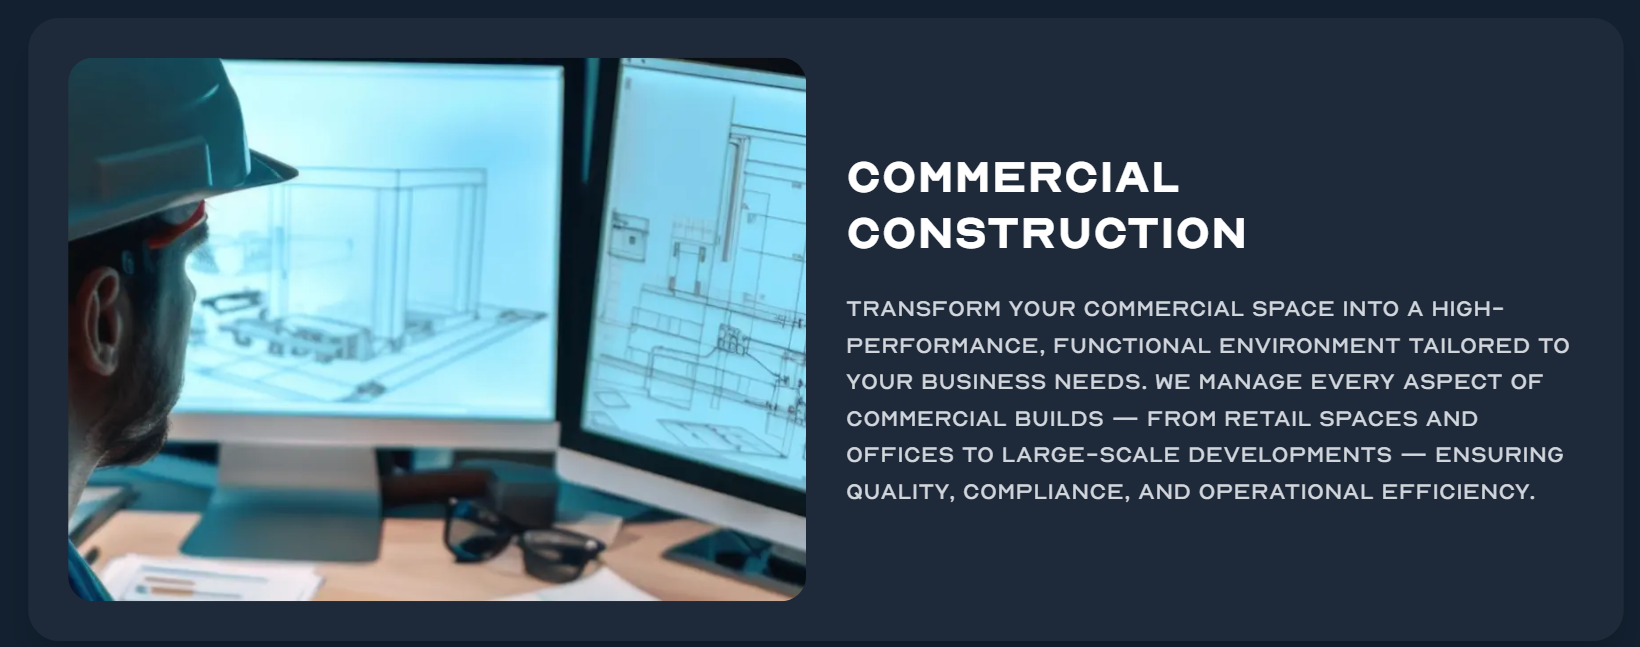 COMMERCIAL
CONSTRUCTION
TRANSFORM YOUR COMMERCIAL SPACE INTO A HIGH-
PERFORMANCE, FUNCTIONAL ENVIRONMENT TAILORED TO
YOUR BUSINESS NEEDS. WE MANAGE EVERY ASPECT OF
COMMERCIAL BUILDS — FROM RETAIL SPACES AND
OFFICES TO LARGE-SCALE DEVELOPMENTS — ENSURING
QUALITY, COMPLIANCE, AND OPERATIONAL EFFICIENCY.